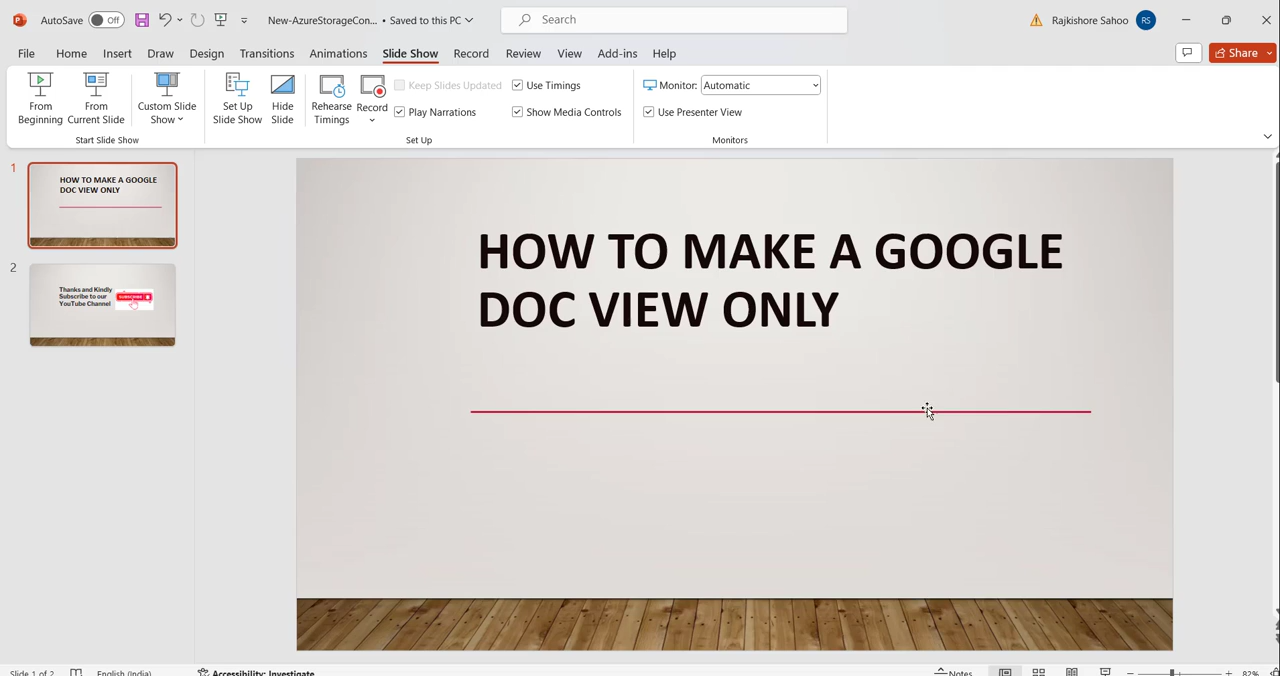 AutoSave Off New-AzureStorageCon... • Saved to this PC Search Rajkishore Sahoo RS
File Home Insert Draw Design Transitions Animations Slide Show Record Review View Add-ins Help Share
From Beginning
From Current Slide
Custom Slide Show
Set Up Slide Show
Hide Slide
Rehearse Timings
Record
Keep Slides Updated
Play Narrations
Use Timings
Show Media Controls
Monitor: Automatic
Use Presenter View
Start Slide Show Set Up Monitors
1
HOW TO MAKE A GOOGLE
DOC VIEW ONLY
2
Thanks and Kindly
Subscribe to our
YouTube Channel
SUBSCRIBE
HOW TO MAKE A GOOGLE
DOC VIEW ONLY
Slide 1 of 2 English (India) Accessibility: Investigate Notes 82%